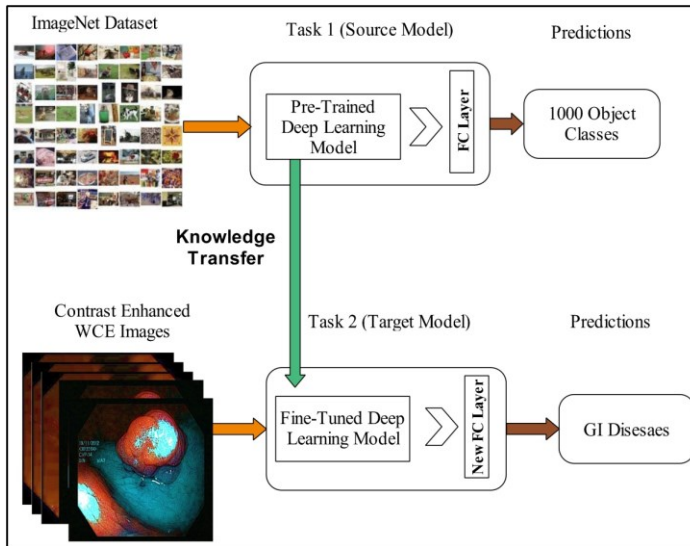 ImageNet Dataset
Task 1 (Source Model)
Predictions
Pre-Trained
Deep Learning
Model
FC Layer
1000 Object
Classes
Knowledge
Transfer
Contrast Enhanced
WCE Images
Task 2 (Target Model)
Predictions
Fine-Tuned Deep
Learning Model
New FC Layer
GI Disesaes